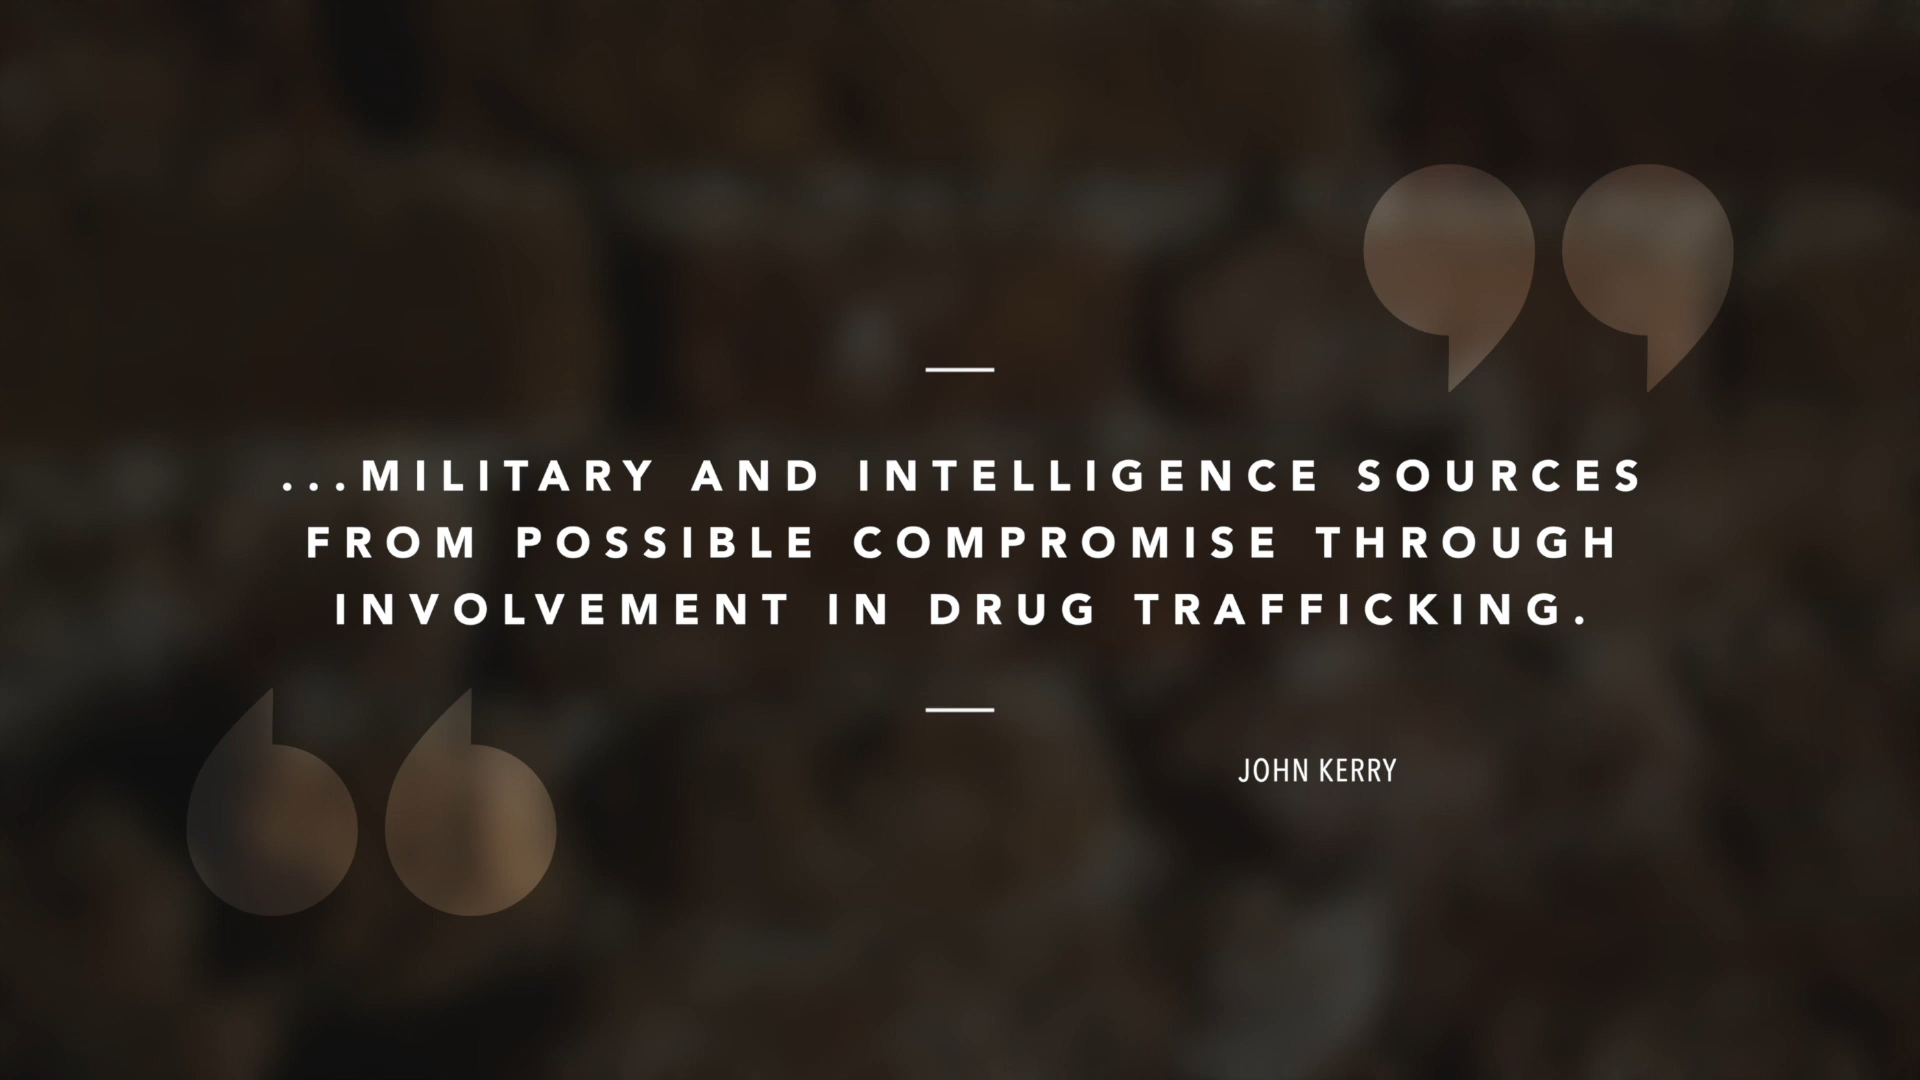 ...MILITARY AND INTELLIGENCE SOURCES
FROM POSSIBLE COMPROMISE THROUGH
INVOLVEMENT IN DRUG TRAFFICKING.
JOHN KERRY